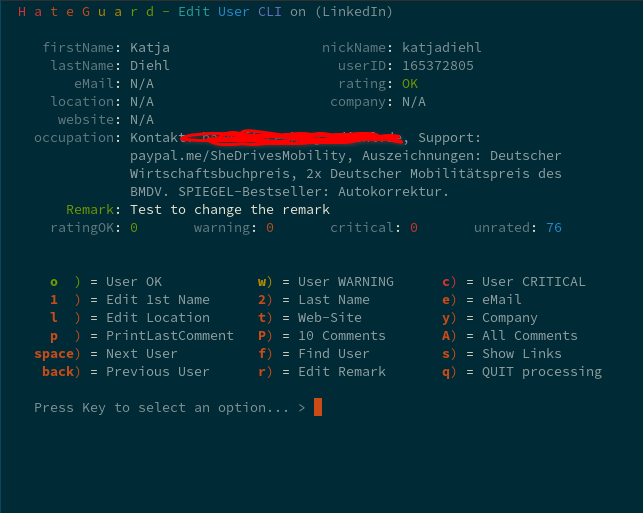 H a t e G u a r d - Edit User CLI on (LinkedIn)
firstName: Katja nickName: katjadiehl
lastName: Diehl userID: 165372805
eMail: N/A rating: OK
location: N/A company: N/A
website: N/A
occupation: Kontakt , Support:
paypal.me/SheDrivesMobility, Auszeichnungen: Deutscher
Wirtschaftsbuchpreis, 2x Deutscher Mobilitätspreis des
BMDV. SPIEGEL-Bestseller: Autokorrektur.
Remark: Test to change the remark
ratingOK: 0 warning: 0 critical: 0 unrated: 76
o ) = User OK w) = User WARNING c) = User CRITICAL
1 ) = Edit 1st Name 2) = Last Name e) = eMail
l ) = Edit Location t) = Web-Site y) = Company
p ) = PrintLastComment P) = 10 Comments A) = All Comments
space) = Next User f) = Find User s) = Show Links
back) = Previous User r) = Edit Remark q) = QUIT processing
Press Key to select an option... >